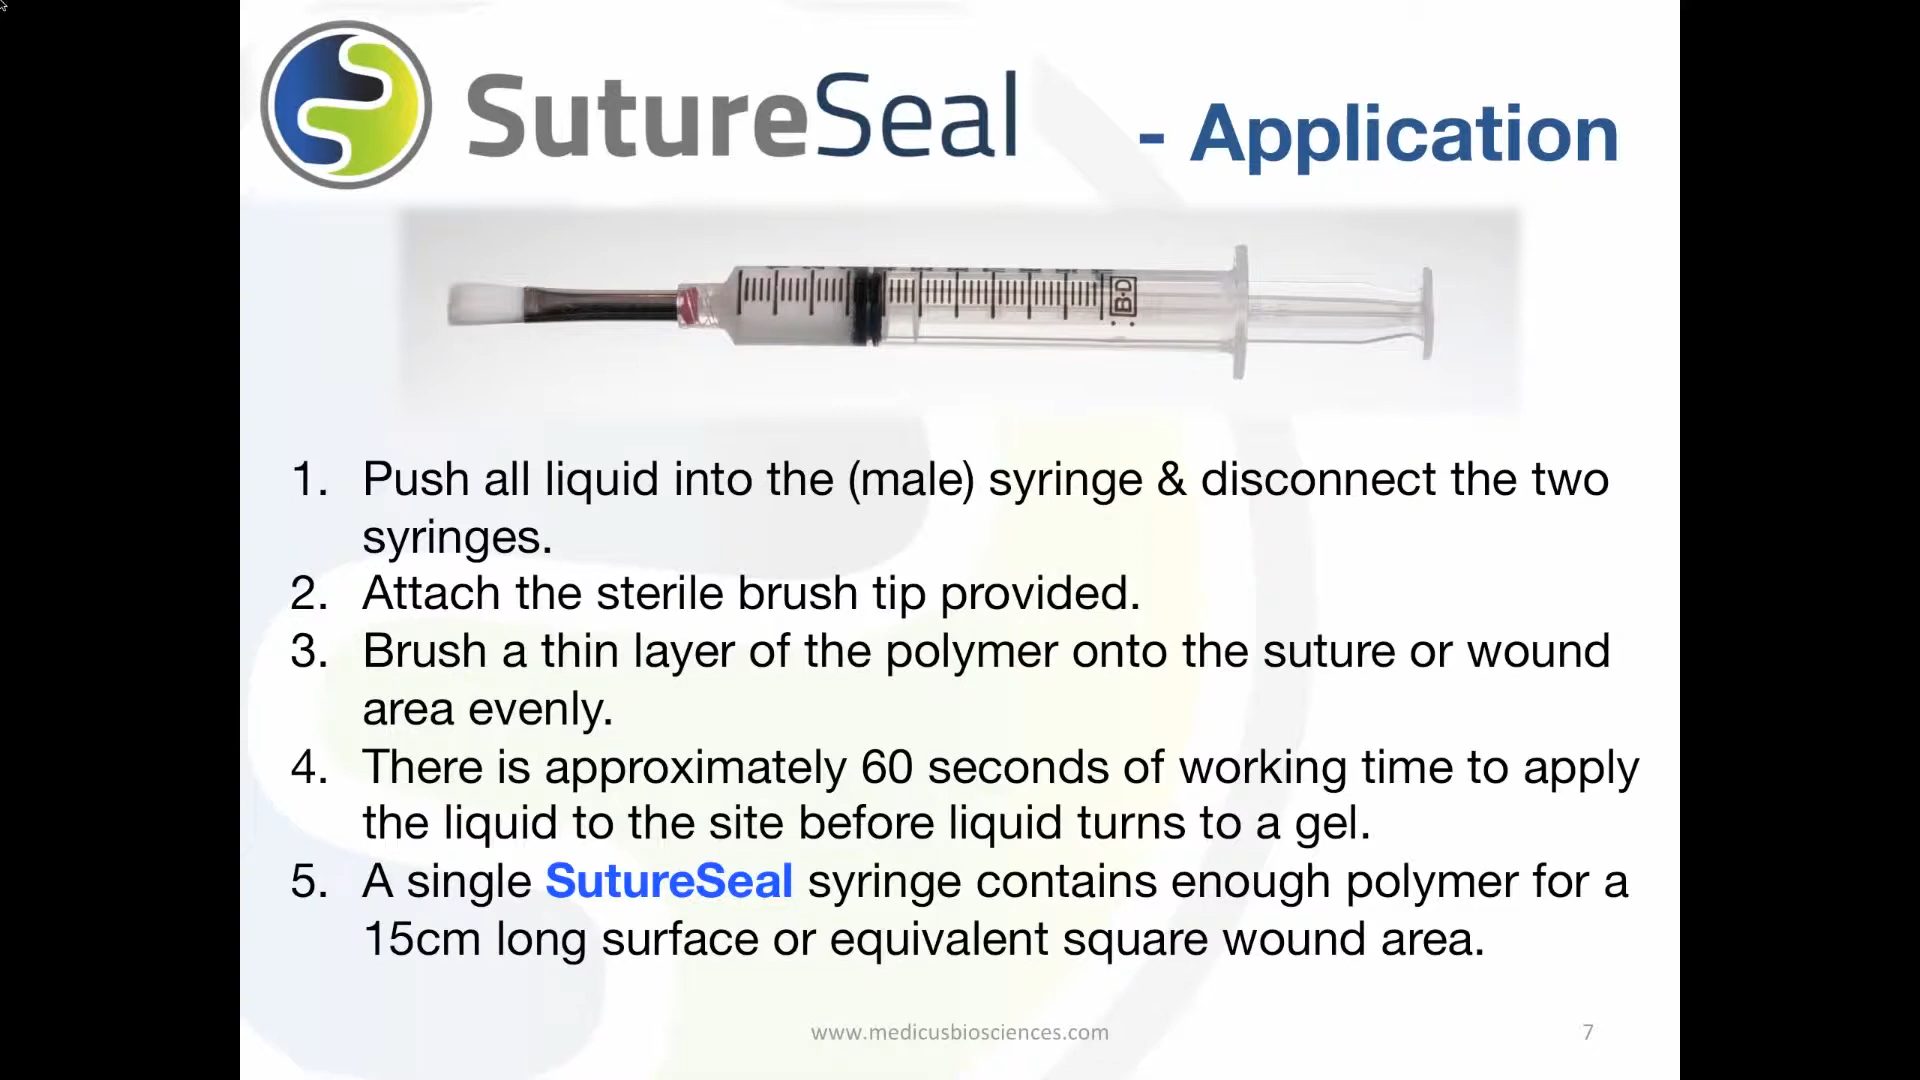 SutureSeal - Application
B-D
1. Push all liquid into the (male) syringe & disconnect the two
syringes.
2. Attach the sterile brush tip provided.
3. Brush a thin layer of the polymer onto the suture or wound
area evenly.
4. There is approximately 60 seconds of working time to apply
the liquid to the site before liquid turns to a gel.
5. A single SutureSeal syringe contains enough polymer for a
15cm long surface or equivalent square wound area.
www.medicusbiosciences.com 7